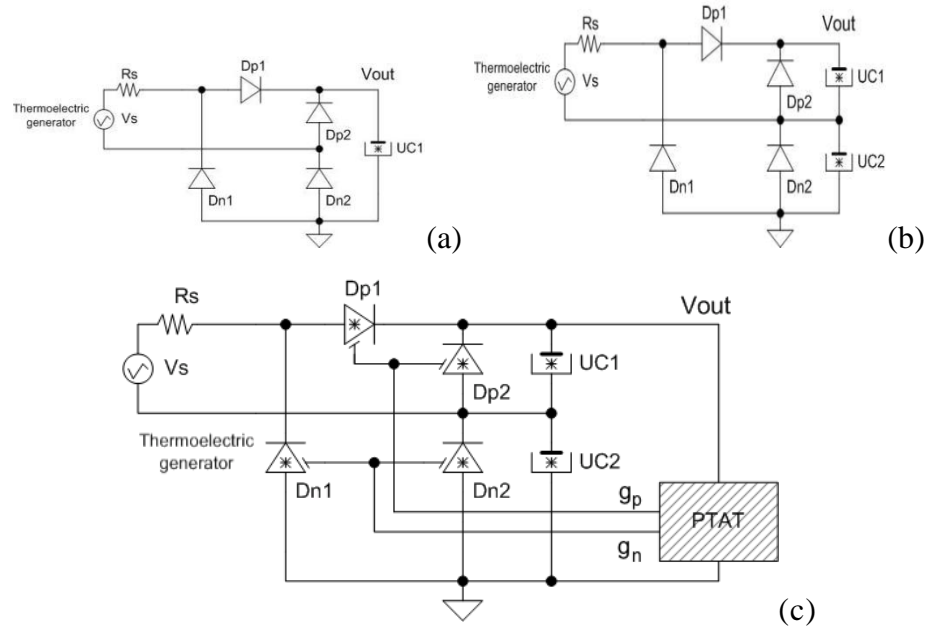 Rs
Dp1
Vout
Thermoelectric
generator
Vs
Dp2
UC1
Dn1
Dn2
(a)
Rs
Dp1
Vout
Thermoelectric
generator
Vs
Dp2
UC1
Dn1
Dn2
UC2
(b)
Rs
Dp1
Vout
Vs
Dp2
UC1
Thermoelectric
generator
Dn1
Dn2
UC2
gp
gn
PTAT
(c)